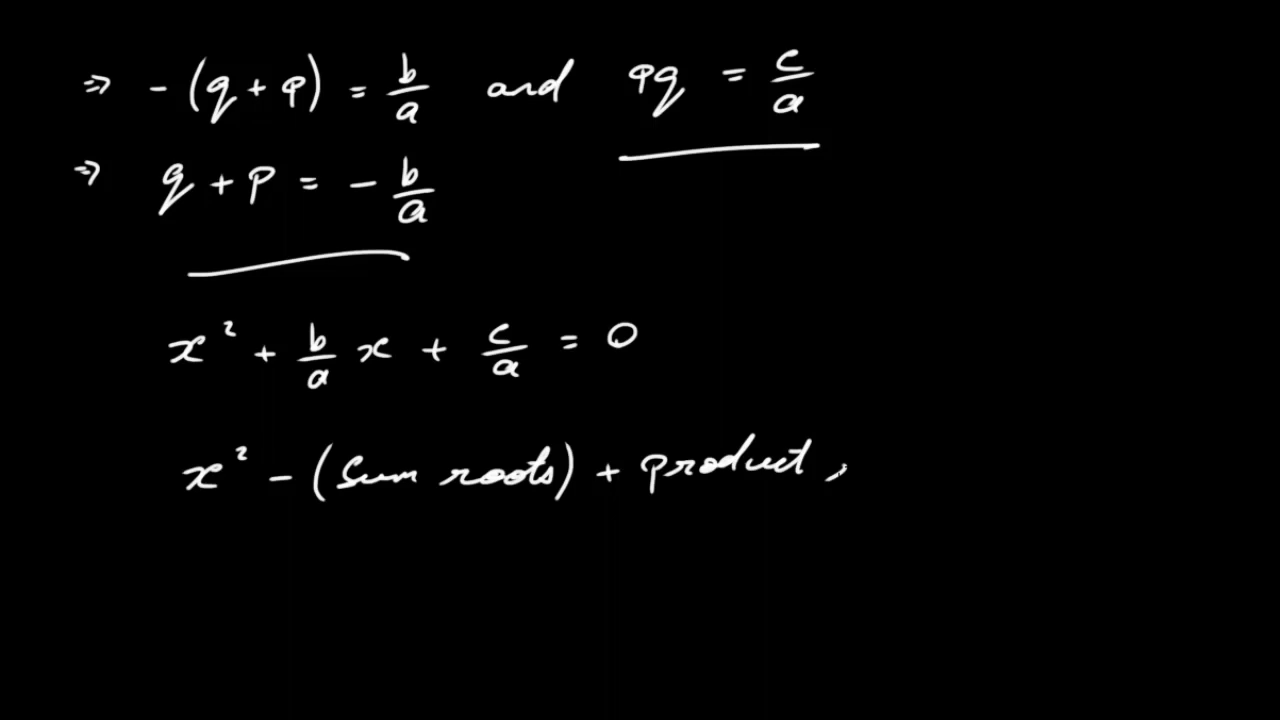 ⇒ - (q + p) = b/a and pq = c/a
⇒ q + p = - b/a
x² + b/a x + c/a = 0
x² - (Sum roots) + product